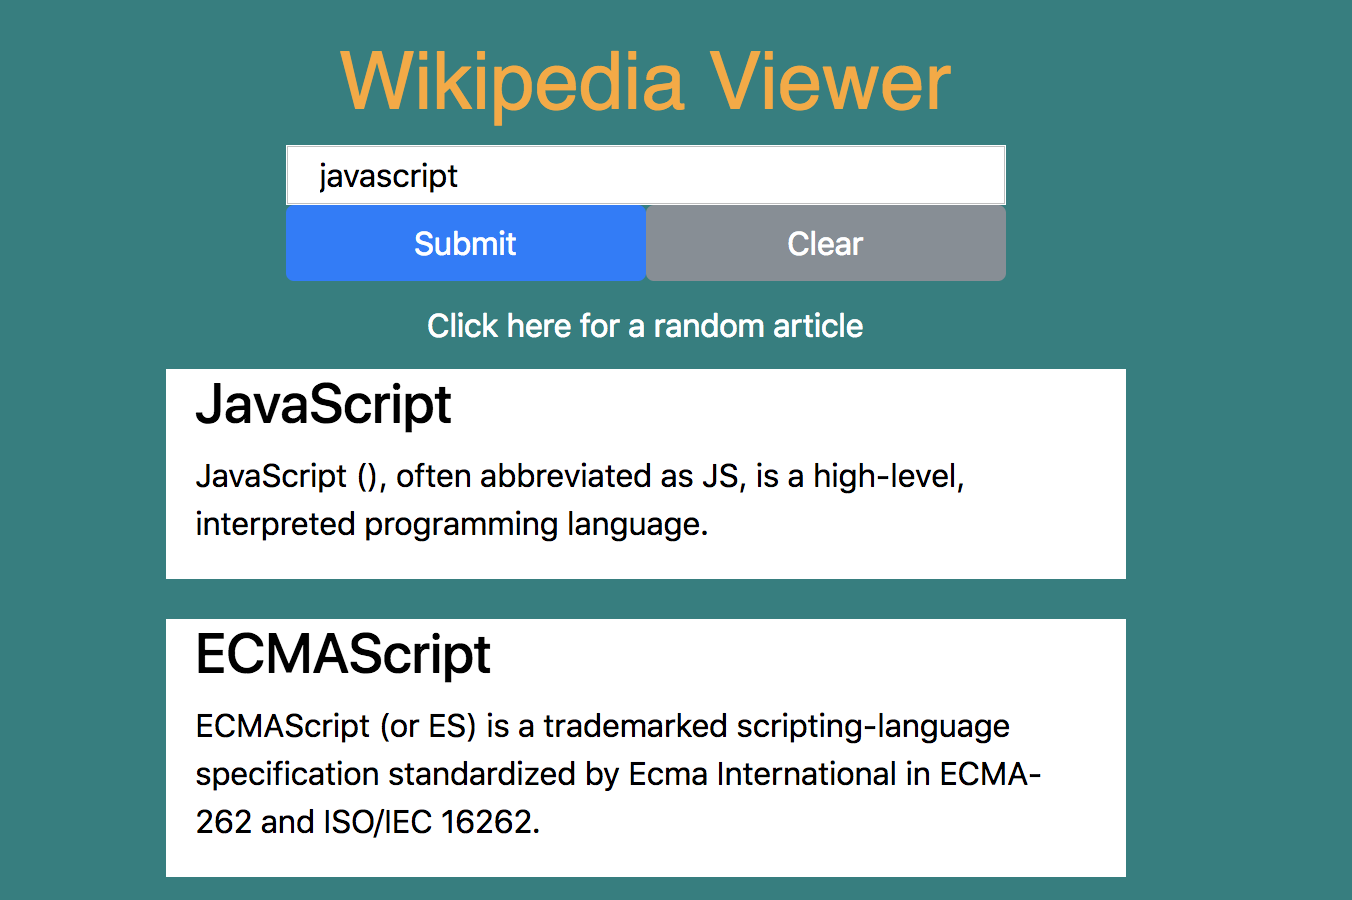 Wikipedia Viewer
javascript
Submit Clear
Click here for a random article
JavaScript
JavaScript (), often abbreviated as JS, is a high-level,
interpreted programming language.
ECMAScript
ECMAScript (or ES) is a trademarked scripting-language
specification standardized by Ecma International in ECMA-
262 and ISO/IEC 16262.